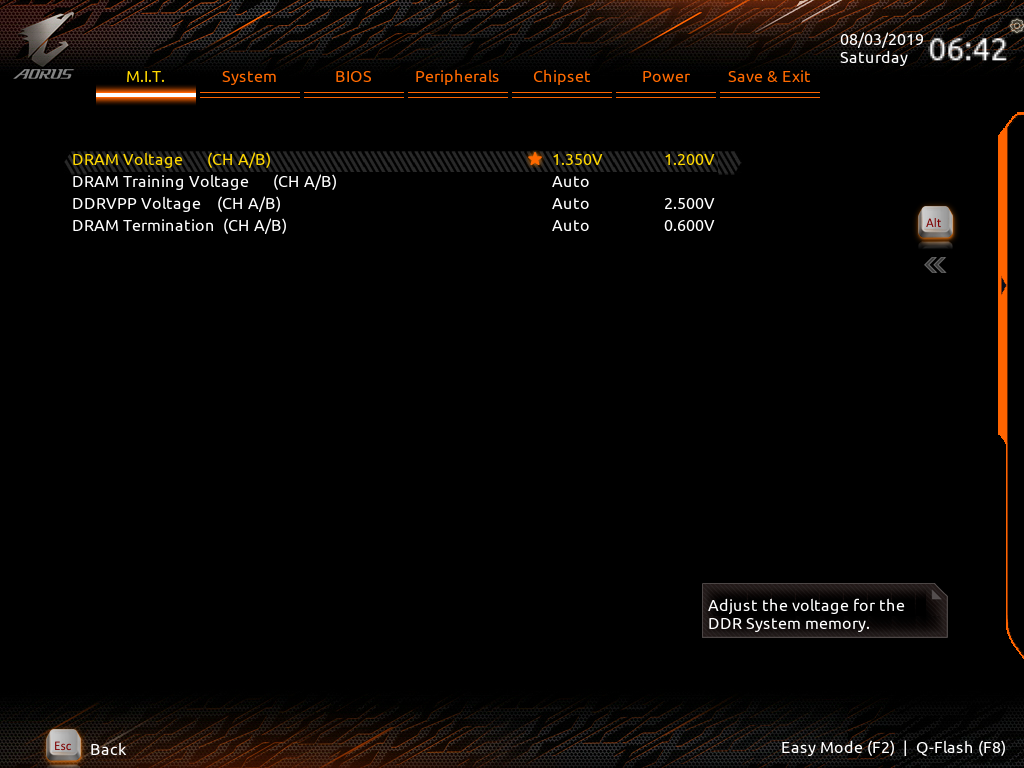 AORUS
08/03/2019
Saturday
06:42
M.I.T. System BIOS Peripherals Chipset Power Save & Exit
DRAM Voltage (CH A/B) 1.350V 1.200V
DRAM Training Voltage (CH A/B) Auto
DDRVPP Voltage (CH A/B) Auto 2.500V
DRAM Termination (CH A/B) Auto 0.600V
Alt
Adjust the voltage for the
DDR System memory.
Esc Back
Easy Mode (F2) | Q-Flash (F8)